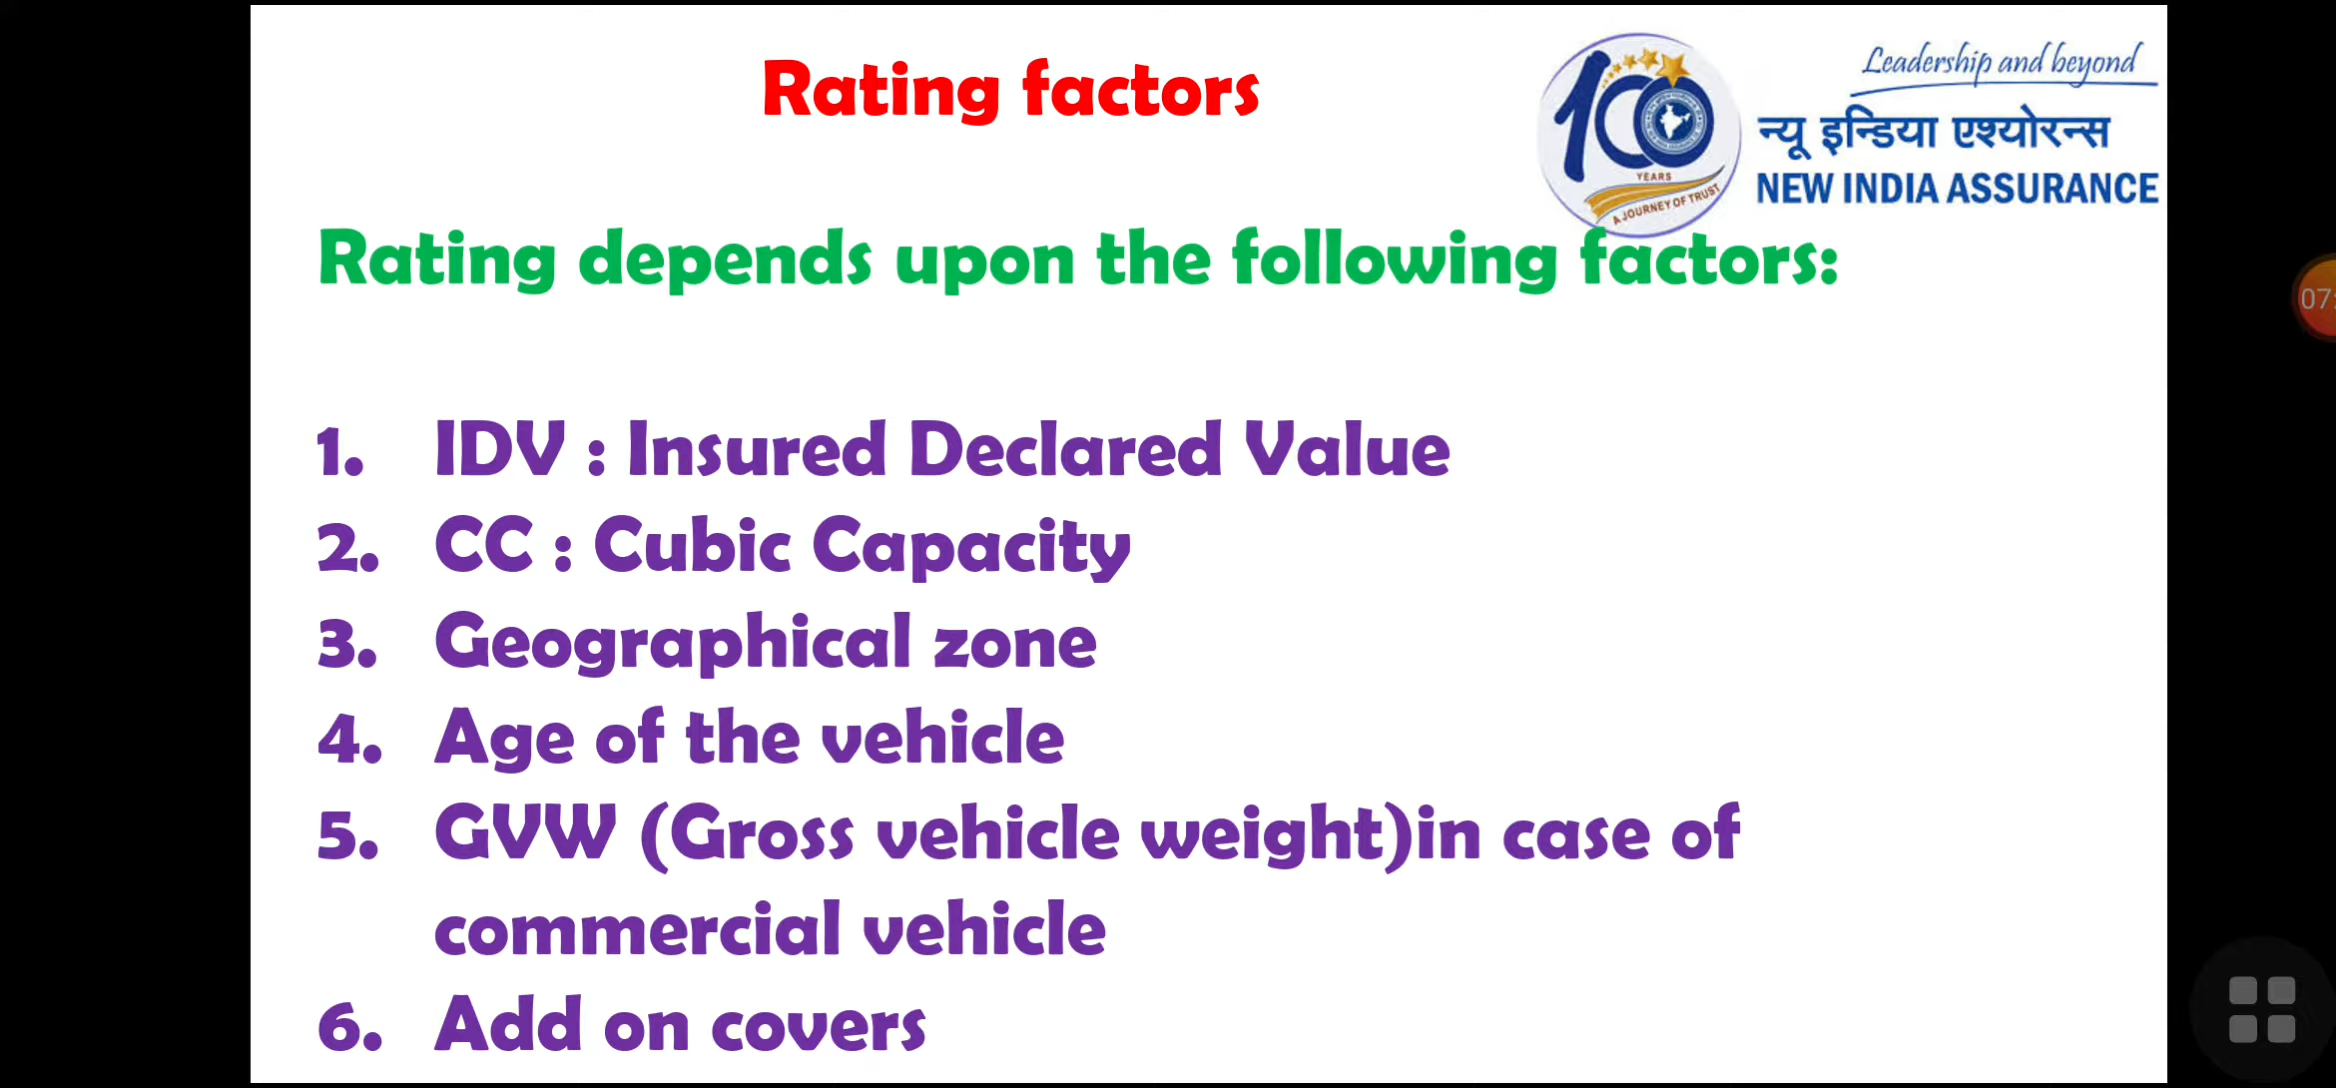 Rating factors
100
YEARS
A JOURNEY OF TRUST
Leadership and beyond
न्यू इन्डिया एश्योरन्स
NEW INDIA ASSURANCE
Rating depends upon the following factors:
1. IDV : Insured Declared Value
2. CC : Cubic Capacity
3. Geographical zone
4. Age of the vehicle
5. GVW (Gross vehicle weight)in case of
commercial vehicle
6. Add on covers
07: